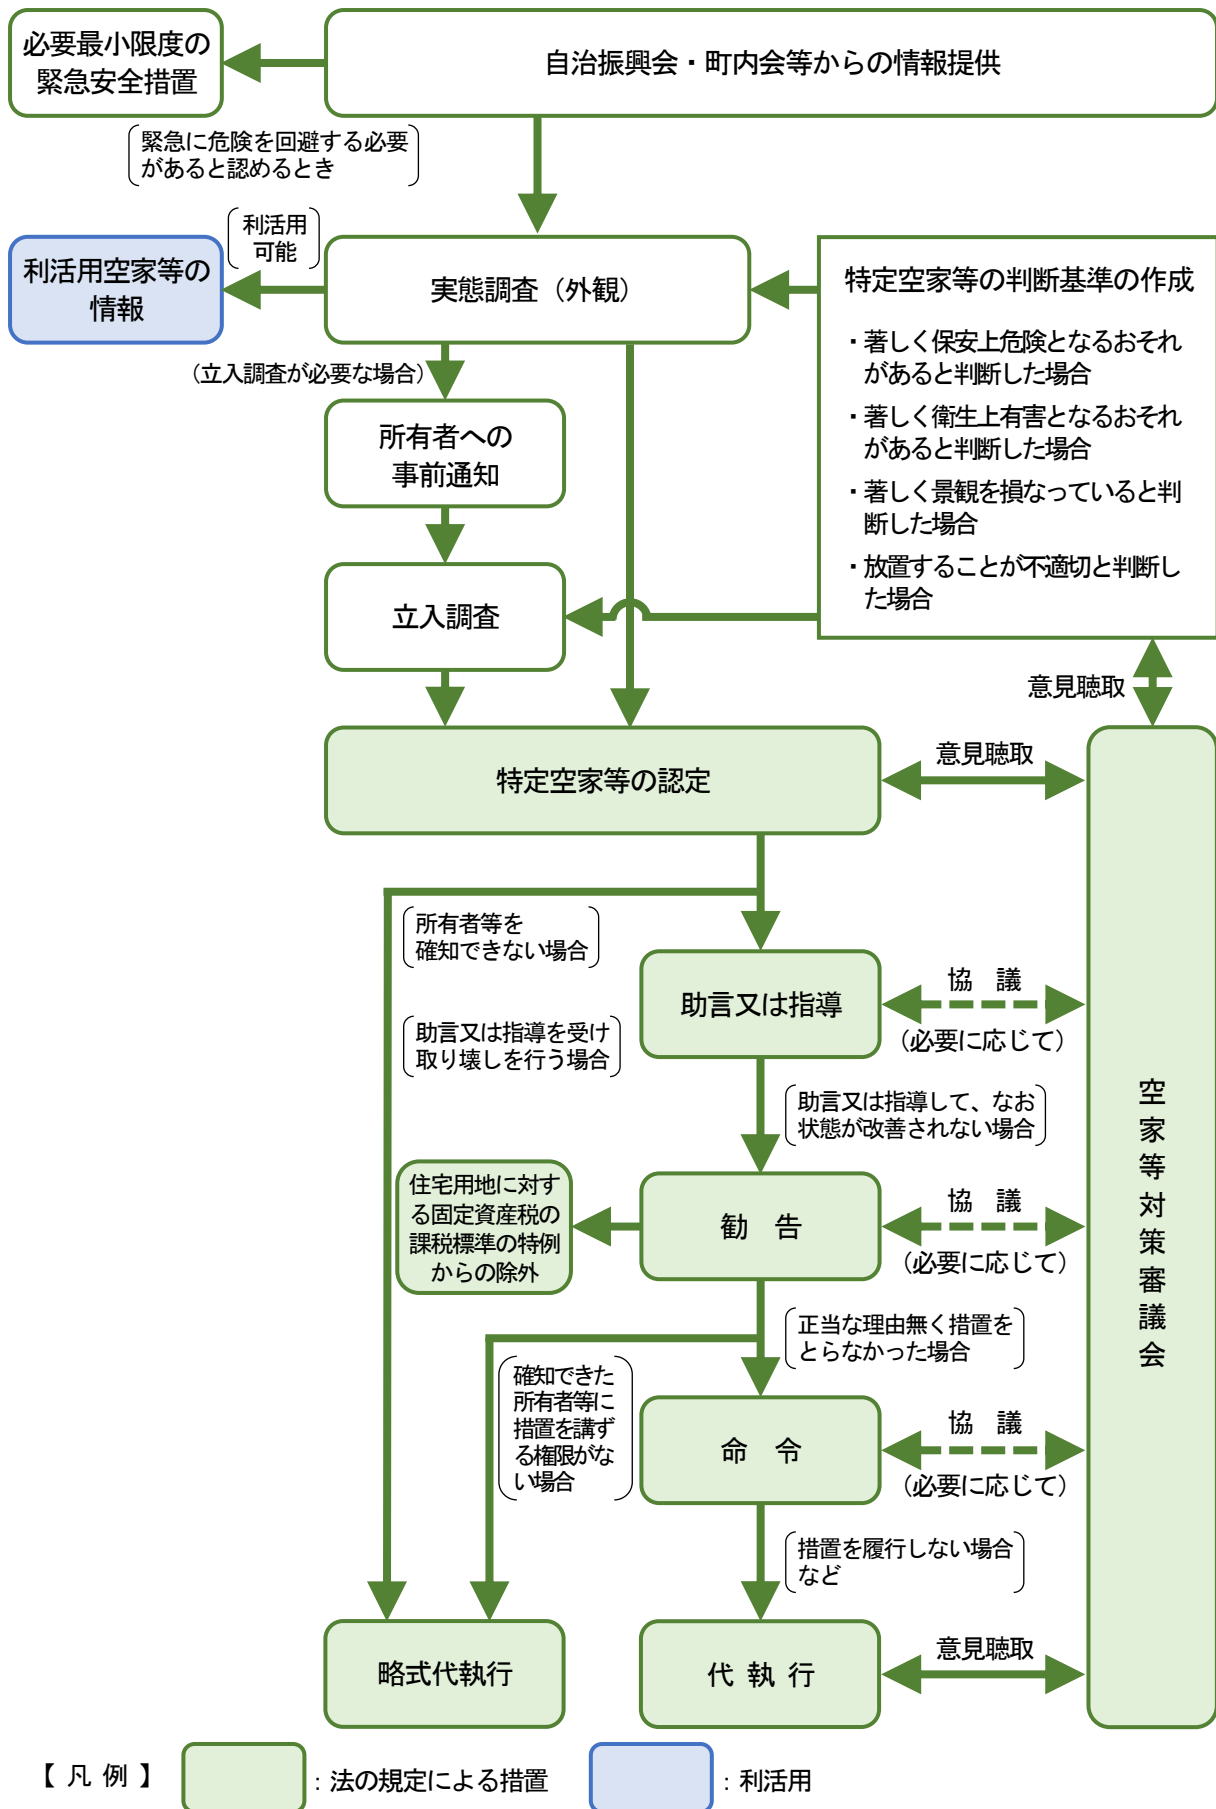 必要最小限度の
緊急安全措置
自治振興会・町内会等からの情報提供
緊急に危険を回避する必要
があると認めるとき
利活用
可能
利活用空家等の
情報
実態調査（外観）
特定空家等の判断基準の作成
・著しく保安上危険となるおそれ
があると判断した場合
・著しく衛生上有害となるおそれ
があると判断した場合
・著しく景観を損なっていると判
断した場合
・放置することが不適切と判断し
た場合
（立入調査が必要な場合）
所有者への
事前通知
立入調査
意見聴取
特定空家等の認定
意見聴取
所有者等を
確知できない場合
助言又は指導
協　議
（必要に応じて）
助言又は指導を受け
取り壊しを行う場合
助言又は指導して、なお
状態が改善されない場合
空家等対策審議会
住宅用地に対す
る固定資産税の
課税標準の特例
からの除外
勧　告
協　議
（必要に応じて）
正当な理由無く措置を
とらなかった場合
確知できた
所有者等に
措置を講ず
る権限がな
い場合
命　令
協　議
（必要に応じて）
措置を履行しない場合
など
略式代執行
代 執 行
意見聴取
【 凡 例 】
：法の規定による措置
：利活用